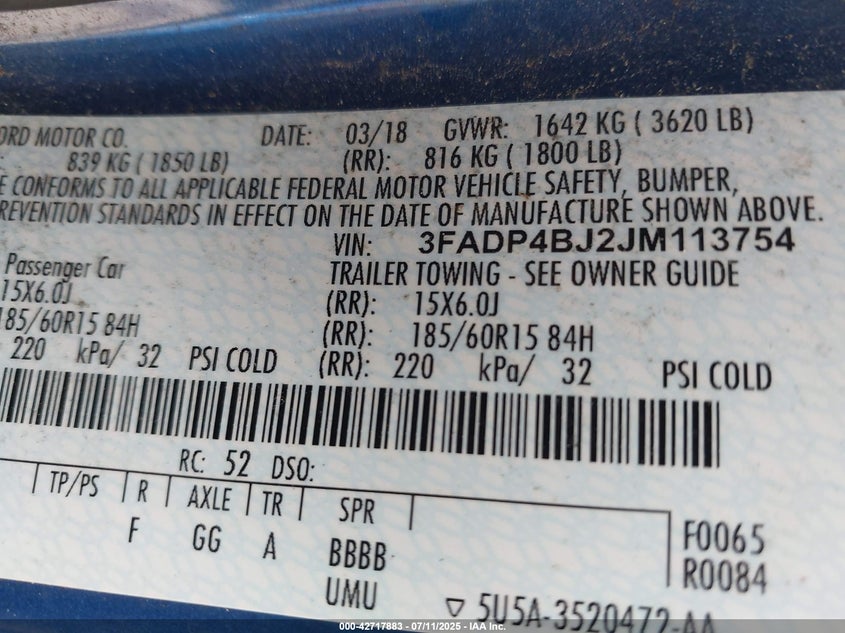 ORD MOTOR CO. DATE: 03/18 GVWR: 1642 KG ( 3620 LB)
: 839 KG ( 1850 LB) (RR): 816 KG ( 1800 LB)
E CONFORMS TO ALL APPLICABLE FEDERAL MOTOR VEHICLE SAFETY, BUMPER,
REVENTION STANDARDS IN EFFECT ON THE DATE OF MANUFACTURE SHOWN ABOVE.
VIN: 3FADP4BJ2JM113754
Passenger Car TRAILER TOWING - SEE OWNER GUIDE
15X6.0J (RR): 15X6.0J
185/60R15 84H (RR): 185/60R15 84H
220 kPa/ 32 PSI COLD (RR): 220 kPa/ 32 PSI COLD
RC: 52 DSO:
TP/PS R AXLE TR SPR
F GG A BBBB F0065
UMU R0084
5U5A-3520472-AA
000-42717883 - 07/11/2025 - IAA Inc.